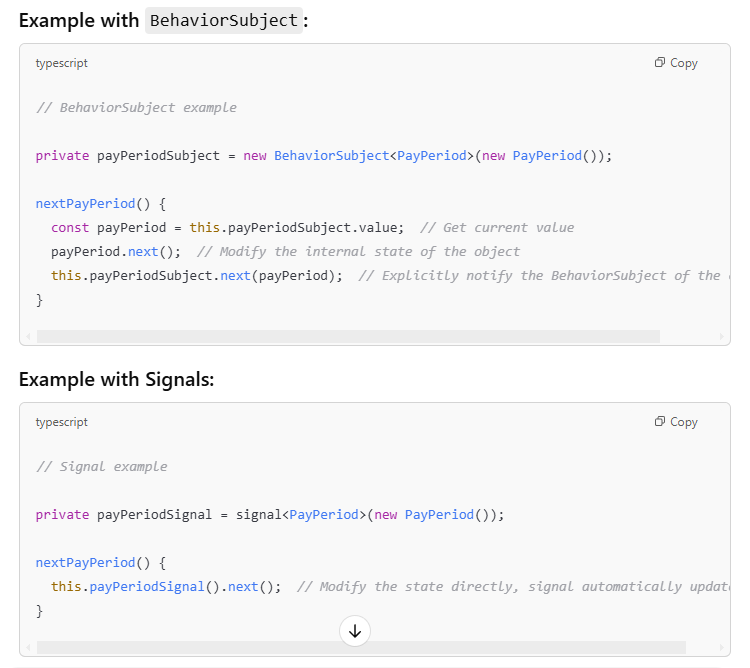 Example with BehaviorSubject:
typescript
Copy
// BehaviorSubject example
private payPeriodSubject = new BehaviorSubject<PayPeriod>(new PayPeriod());
nextPayPeriod() {
const payPeriod = this.payPeriodSubject.value; // Get current value
payPeriod.next(); // Modify the internal state of the object
this.payPeriodSubject.next(payPeriod); // Explicitly notify the BehaviorSubject of the
}
Example with Signals:
typescript
Copy
// Signal example
private payPeriodSignal = signal<PayPeriod>(new PayPeriod());
nextPayPeriod() {
this.payPeriodSignal().next(); // Modify the state directly, signal automatically
}